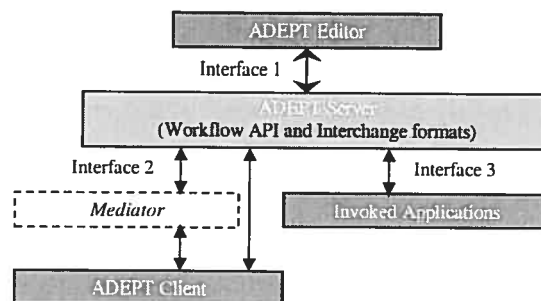 ADEPT Editor
Interface 1
ADEPT Server
(Workflow API and Interchange formats)
Interface 2
Interface 3
Mediator
Invoked Applications
ADEPT Client